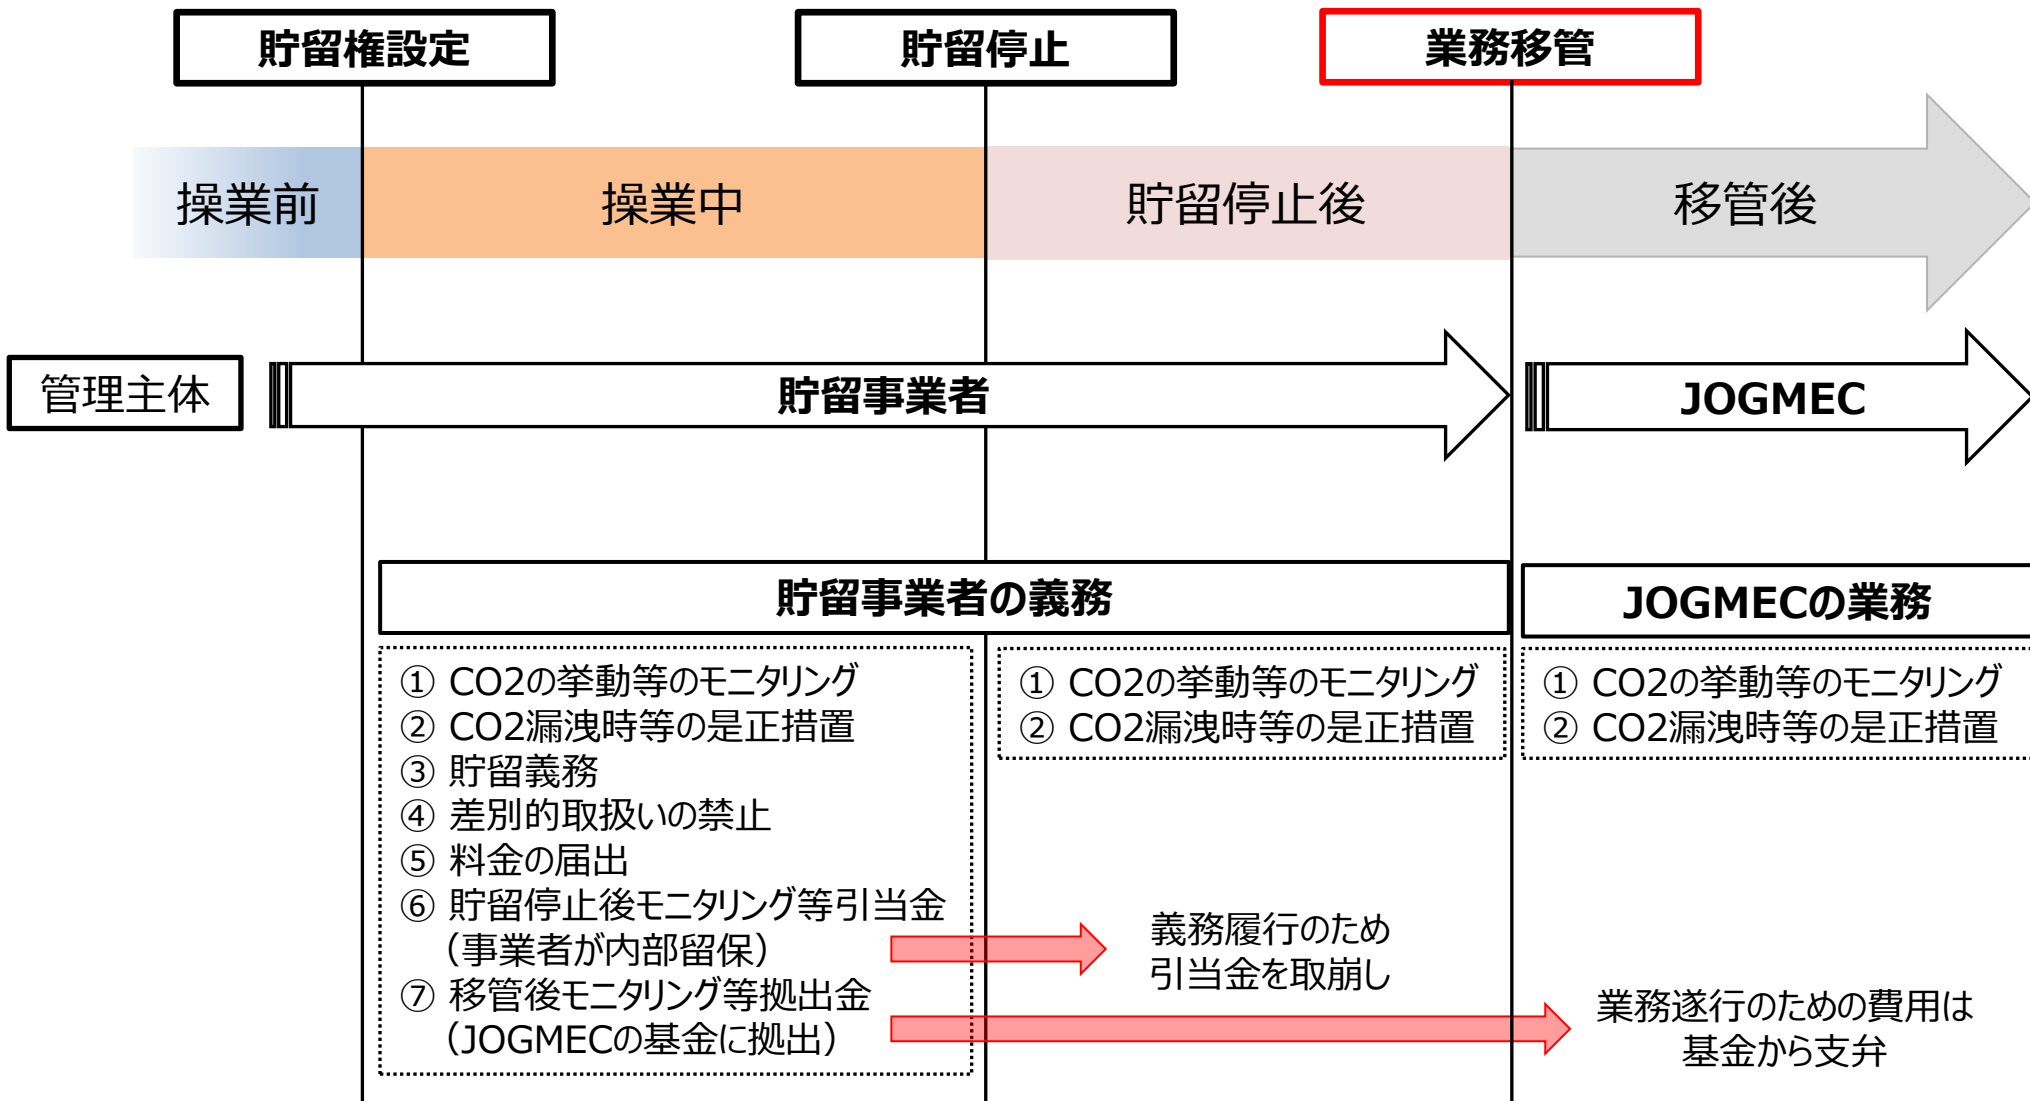 貯留権設定
貯留停止
業務移管
操業前
操業中
貯留停止後
移管後
管理主体
貯留事業者
JOGMEC
貯留事業者の義務
JOGMECの業務
① CO2の挙動等のモニタリング
② CO2漏洩時等の是正措置
③ 貯留義務
④ 差別的取扱いの禁止
⑤ 料金の届出
⑥ 貯留停止後モニタリング等引当金
（事業者が内部留保）
⑦ 移管後モニタリング等拠出金
（JOGMECの基金に拠出）
① CO2の挙動等のモニタリング
② CO2漏洩時等の是正措置
義務履行のため
引当金を取崩し
① CO2の挙動等のモニタリング
② CO2漏洩時等の是正措置
業務遂行のための費用は
基金から支弁